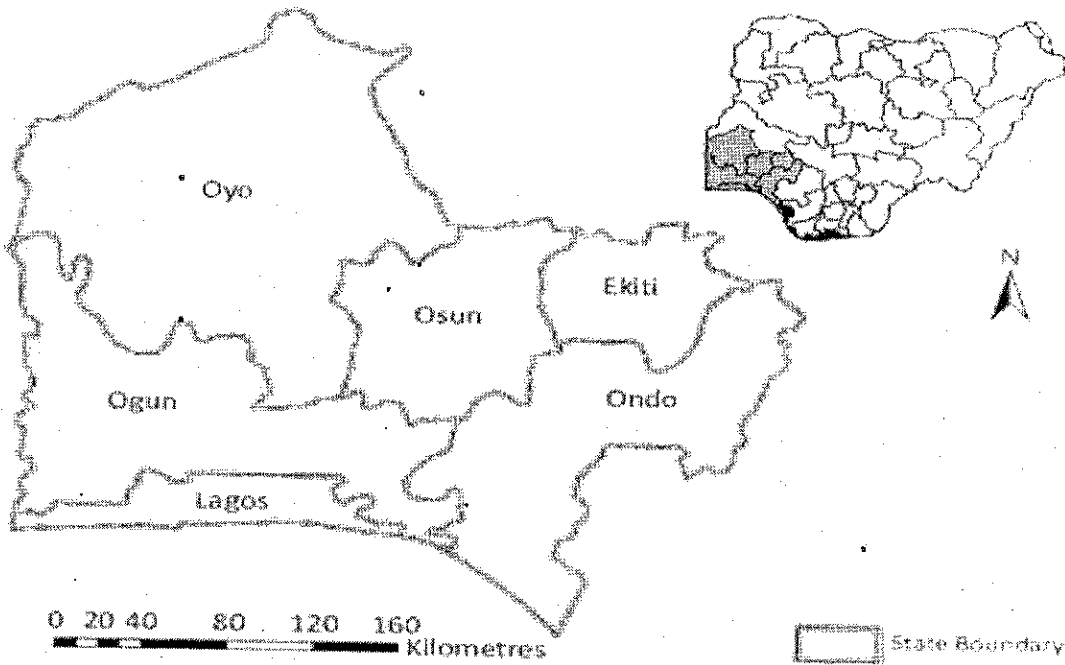 Oyo
N
Ekiti
Osun
Ogun
Ondo
Lagos
0 20 40 80 120 160
Kilometres
State Boundary